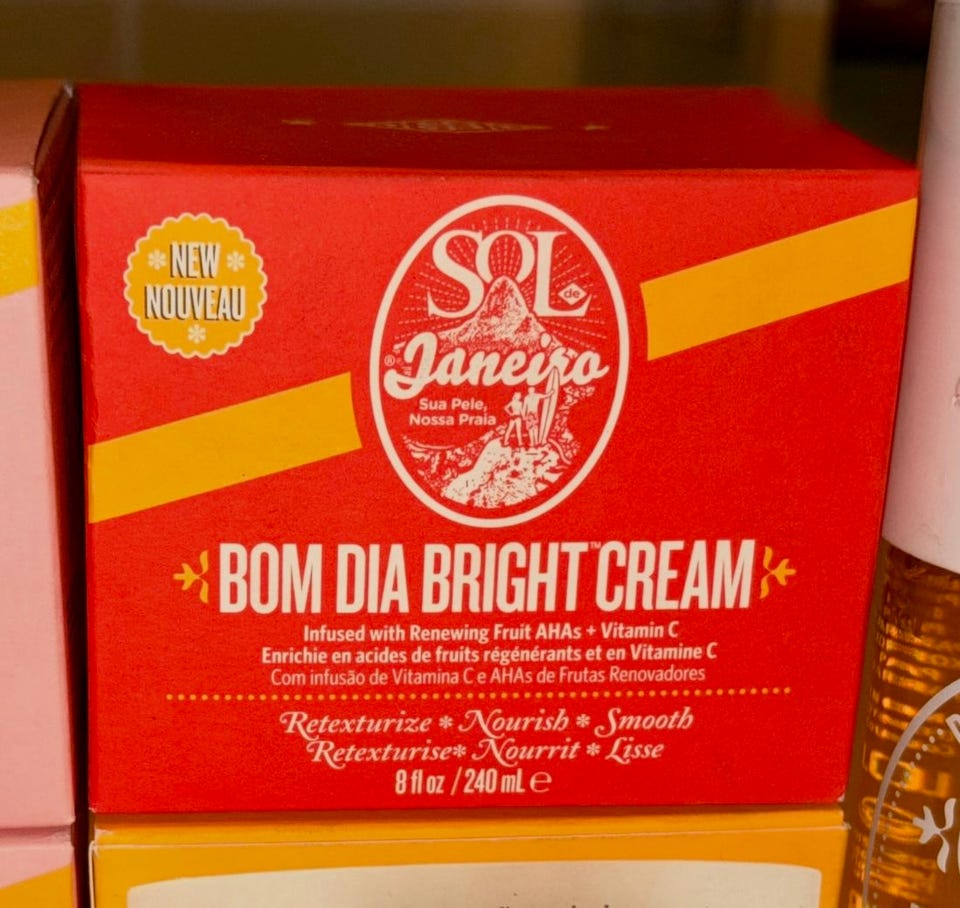 NEW
NOUVEAU
SOL
de
Janeiro
Sua Pele,
Nossa Praia
BOM DIA BRIGHT™ CREAM
Infused with Renewing Fruit AHAs + Vitamin C
Enrichie en acides de fruits régénérants et en Vitamine C
Com infusão de Vitamina C e AHAs de Frutas Renovadores
Retexturize * Nourish * Smooth
Retexturise* Nourrit * Lisse
8 fl oz / 240 mL ℮